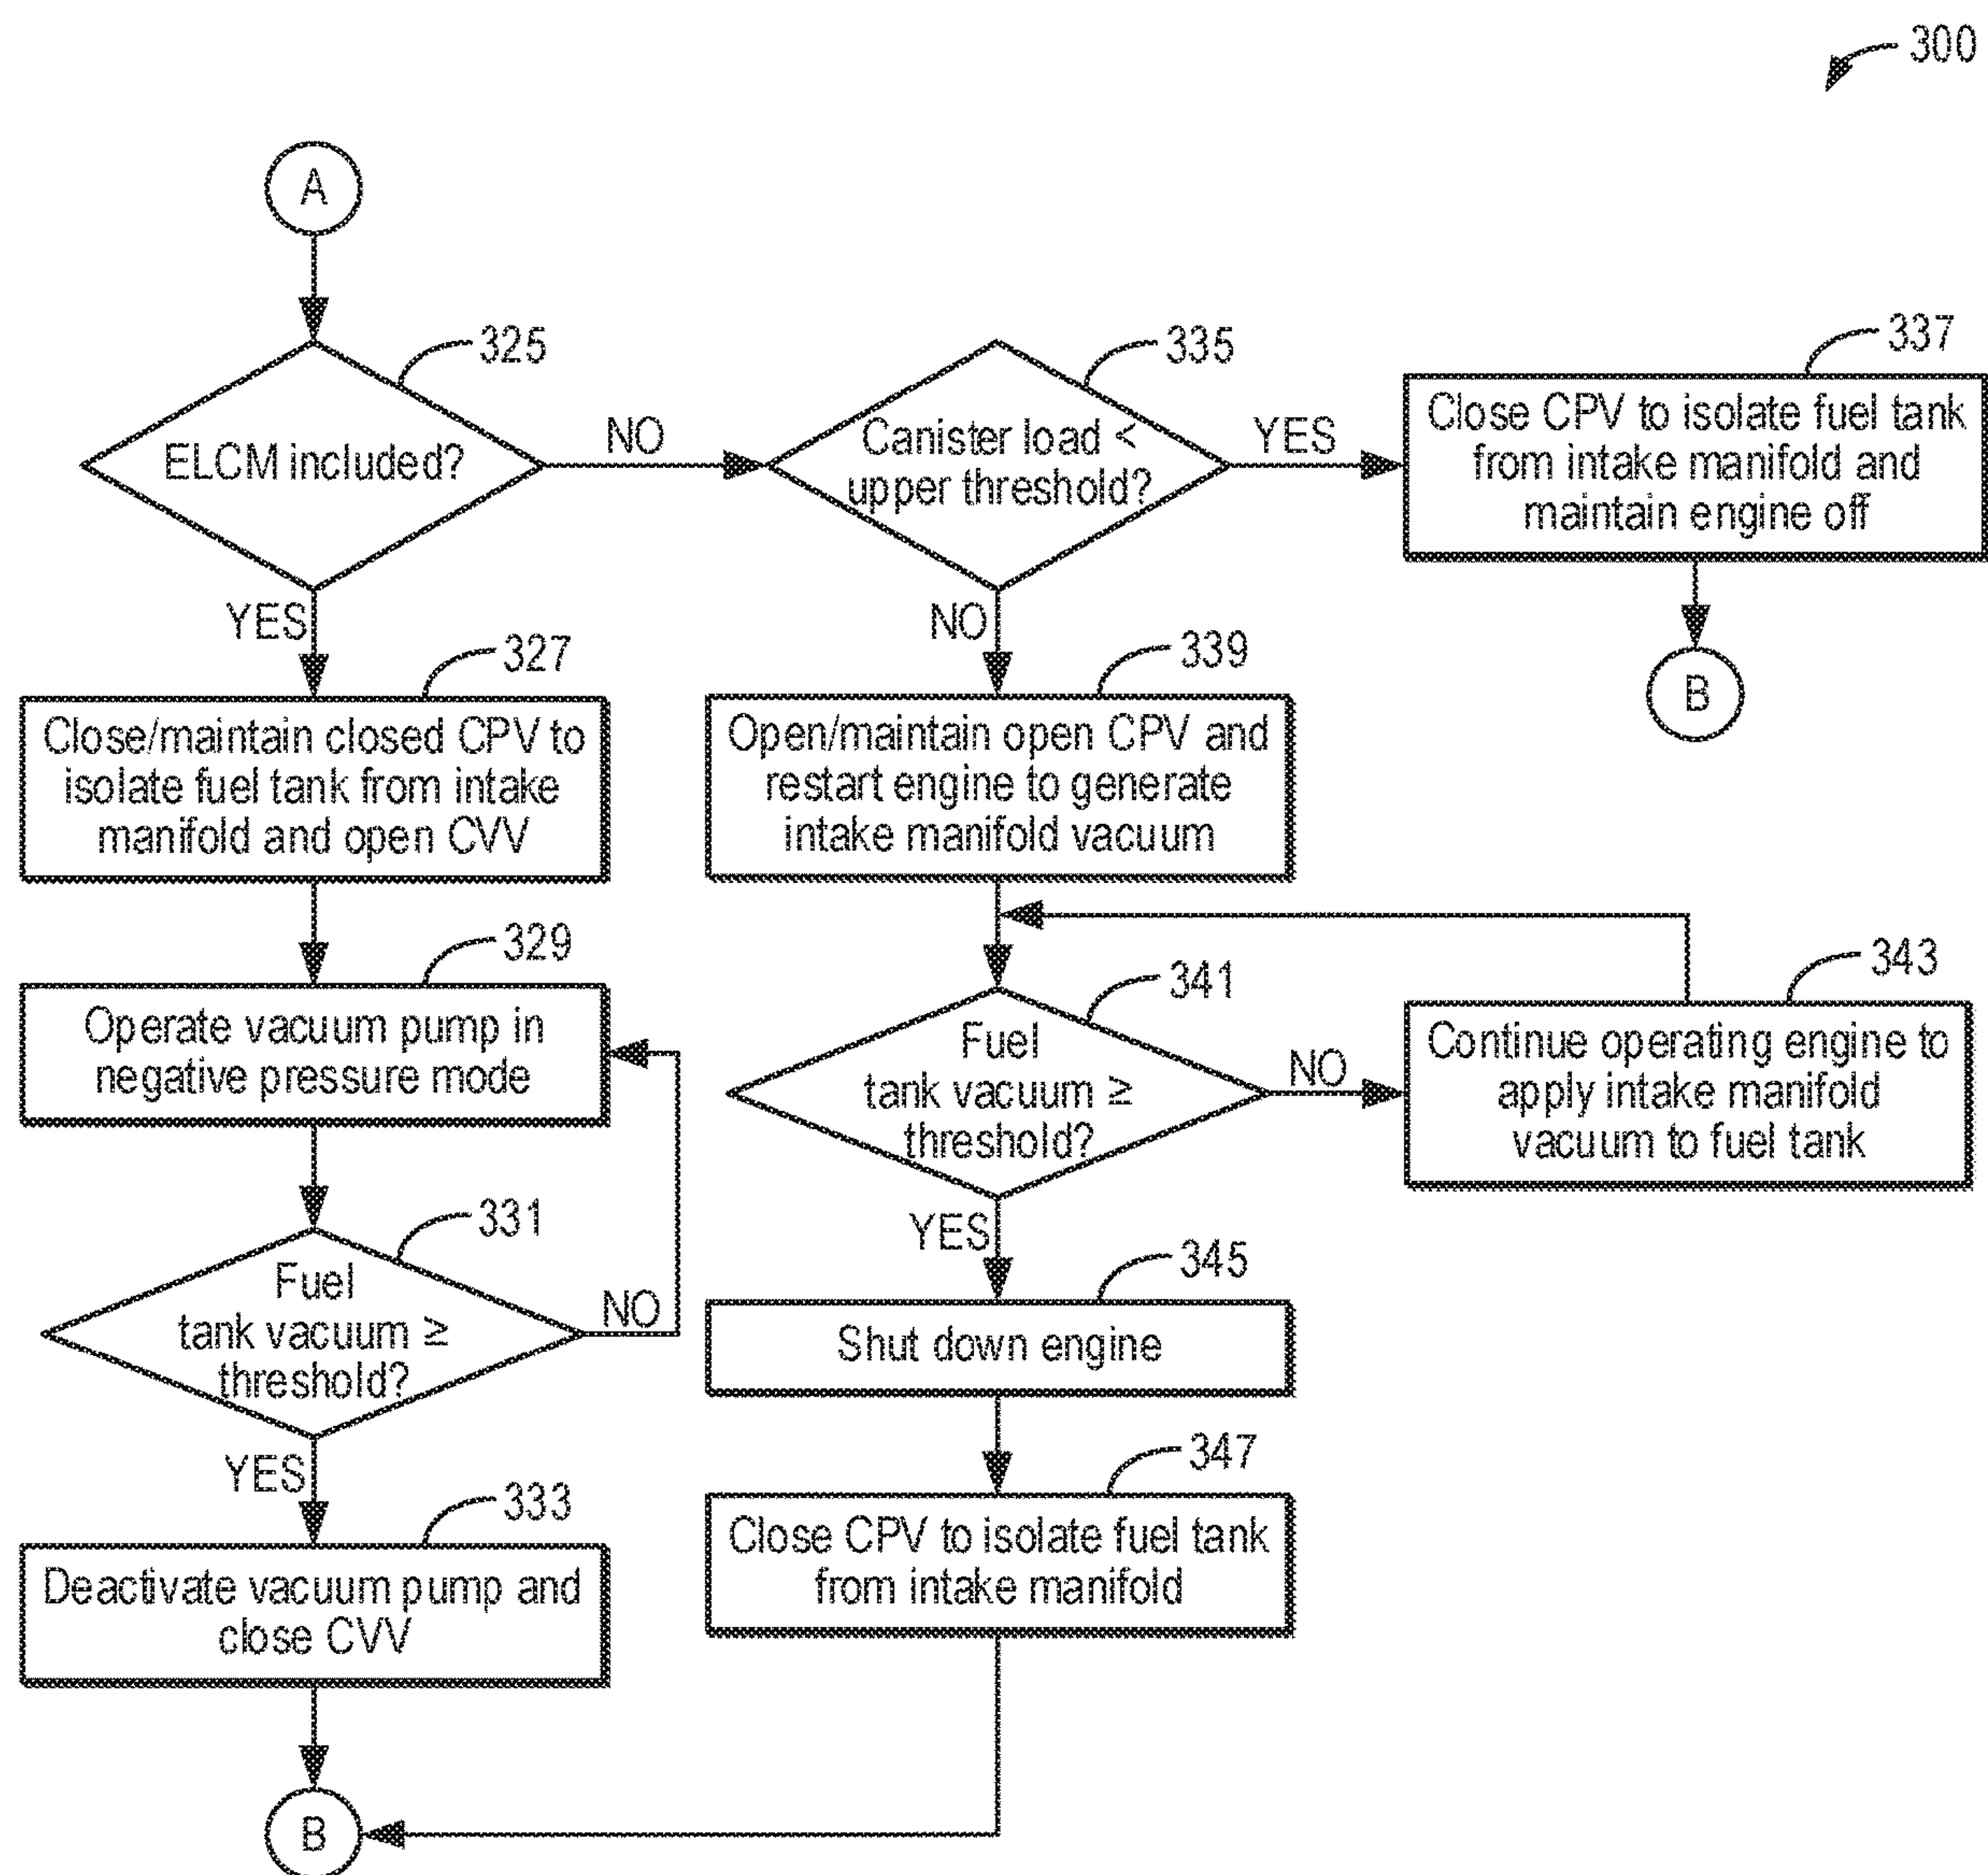 300
A
325
ELCM included?
NO
YES
335
Canister load <
upper threshold?
YES
NO
337
Close CPV to isolate fuel tank
from intake manifold and
maintain engine off
B
327
Close/maintain closed CPV to
isolate fuel tank from intake
manifold and open CVV
329
Operate vacuum pump in
negative pressure mode
331
Fuel
tank vacuum ≥
threshold?
NO
YES
333
Deactivate vacuum pump and
close CVV
B
339
Open/maintain open CPV and
restart engine to generate
intake manifold vacuum
341
Fuel
tank vacuum ≥
threshold?
NO
YES
343
Continue operating engine to
apply intake manifold
vacuum to fuel tank
345
Shut down engine
347
Close CPV to isolate fuel tank
from intake manifold